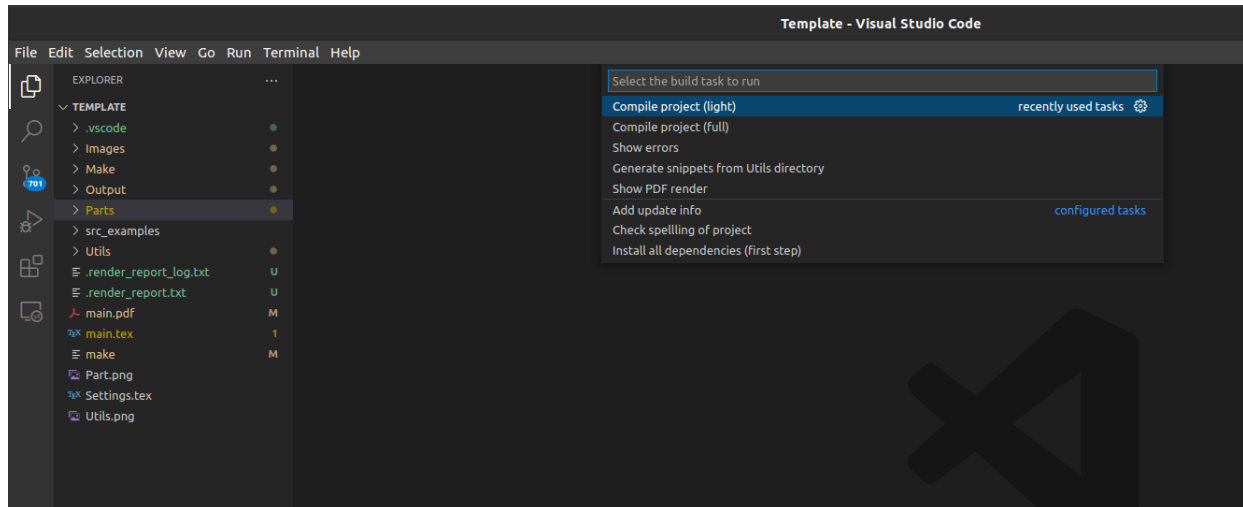 Template - Visual Studio Code
File Edit Selection View Go Run Terminal Help
EXPLORER ...
TEMPLATE
.vscode
Images
Make
Output
Parts
src_examples
Utils
.render_report_log.txt U
.render_report.txt U
main.pdf M
TEX main.tex 1
make M
Part.png
TEX Settings.tex
Utils.png
701
Select the build task to run
Compile project (light) recently used tasks
Compile project (full)
Show errors
Generate snippets from Utils directory
Show PDF render
Add update info configured tasks
Check spellling of project
Install all dependencies (first step)